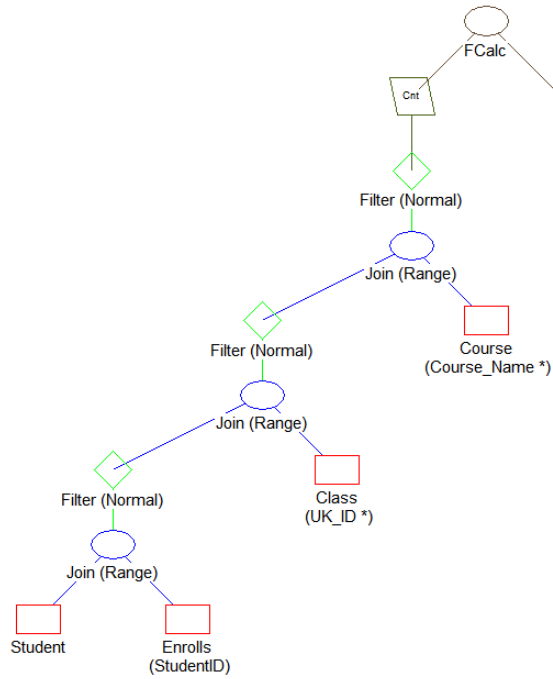 FCalc
Cnt
Filter (Normal)
Join (Range)
Course
(Course_Name *)
Filter (Normal)
Join (Range)
Class
(UK_ID *)
Filter (Normal)
Join (Range)
Student
Enrolls
(StudentID)